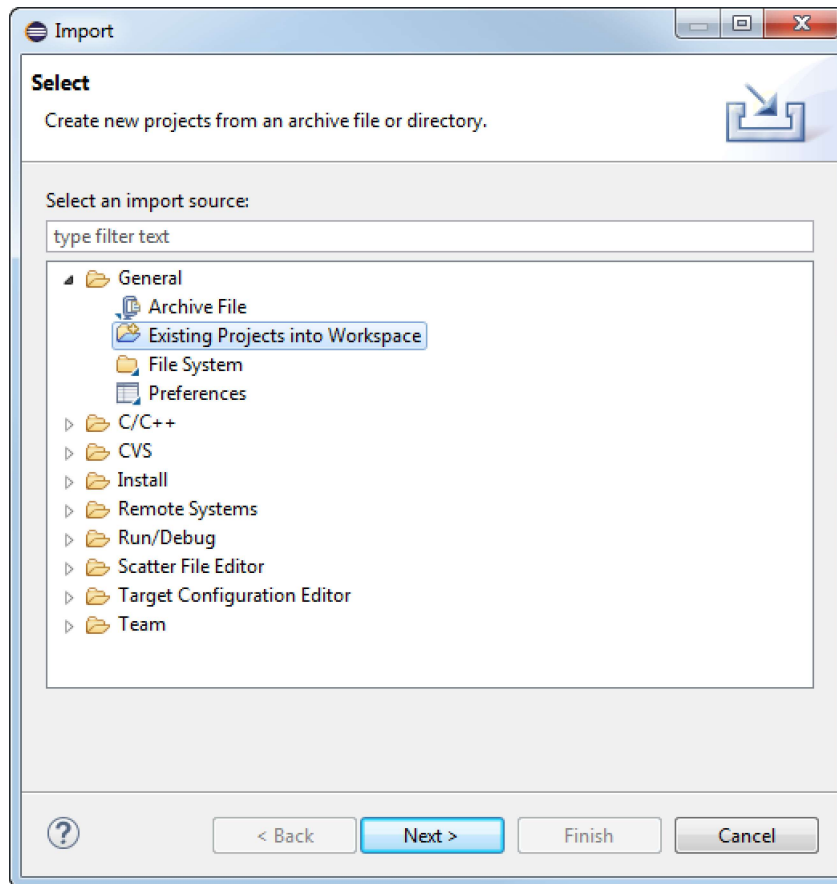 Import
Select
Create new projects from an archive file or directory.
Select an import source:
type filter text
General
Archive File
Existing Projects into Workspace
File System
Preferences
C/C++
CVS
Install
Remote Systems
Run/Debug
Scatter File Editor
Target Configuration Editor
Team
? < Back Next > Finish Cancel